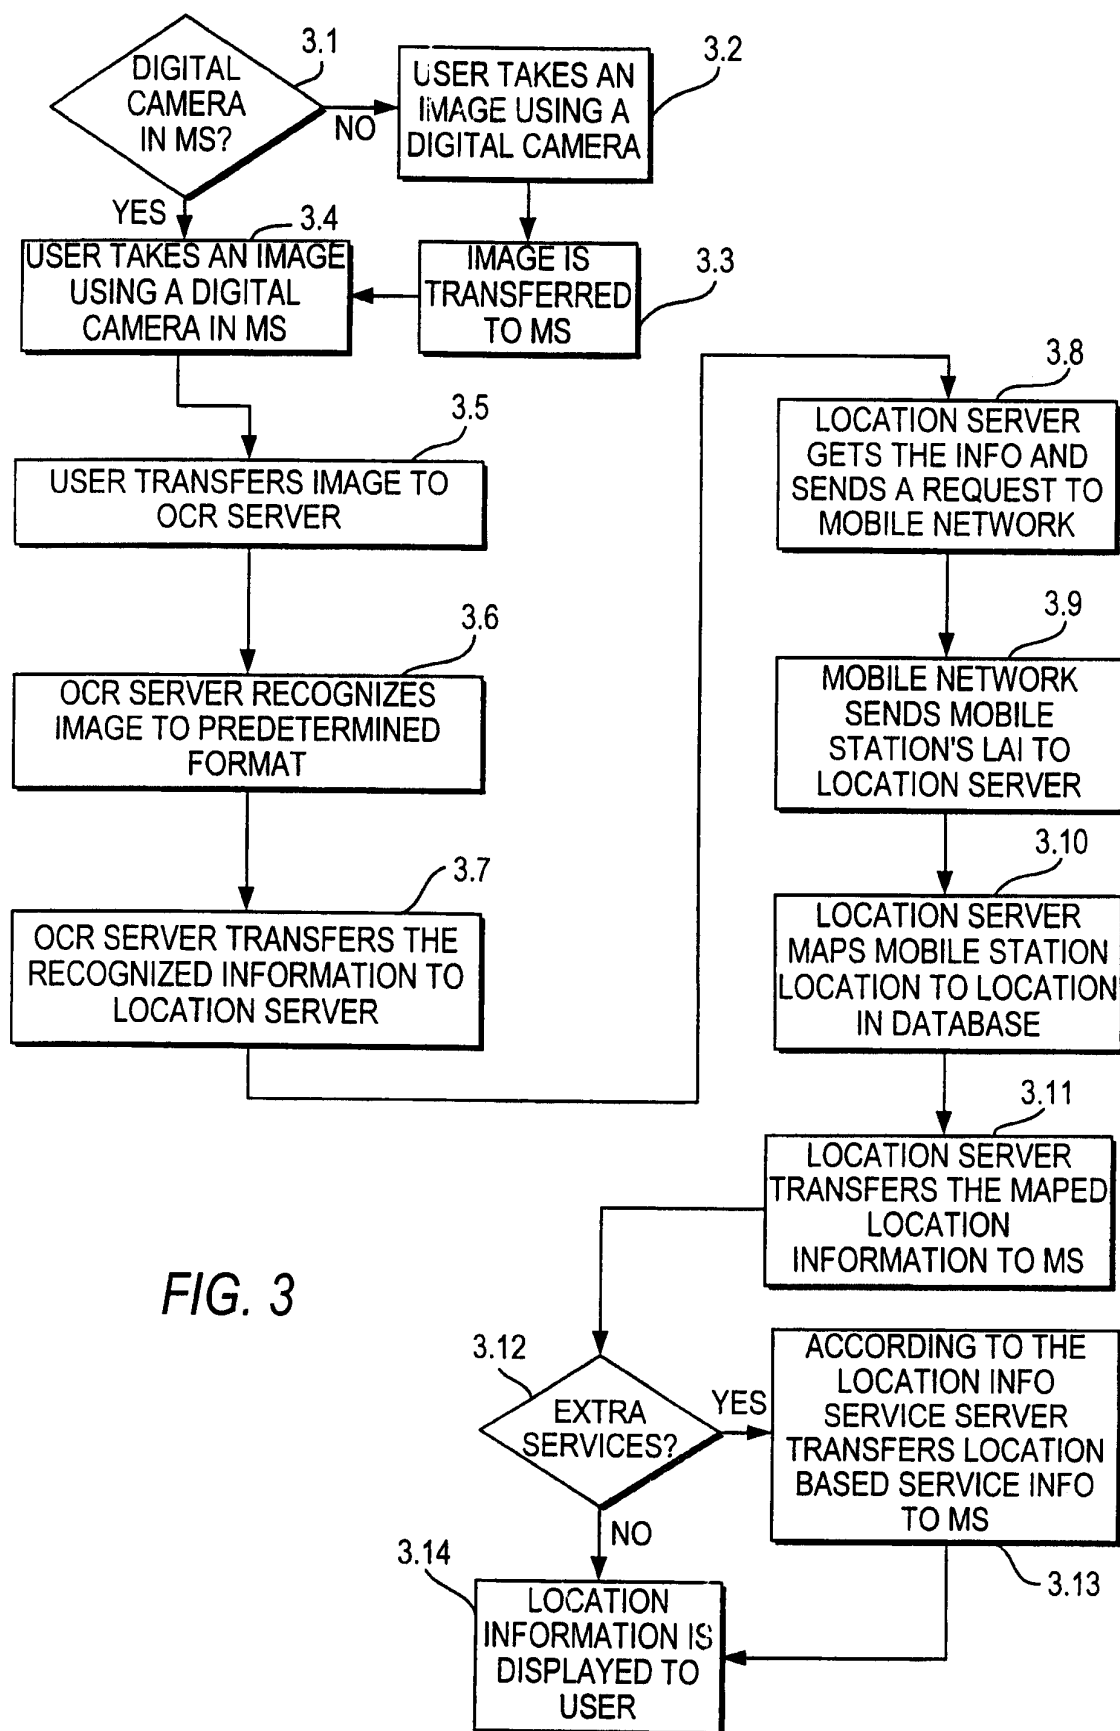 3.1
DIGITAL
CAMERA
IN MS?
NO
YES
3.2
USER TAKES AN
IMAGE USING A
DIGITAL CAMERA
3.3
IMAGE IS
TRANSFERRED
TO MS
3.4
USER TAKES AN IMAGE
USING A DIGITAL
CAMERA IN MS
3.5
USER TRANSFERS IMAGE TO
OCR SERVER
3.6
OCR SERVER RECOGNIZES
IMAGE TO PREDETERMINED
FORMAT
3.7
OCR SERVER TRANSFERS THE
RECOGNIZED INFORMATION TO
LOCATION SERVER
3.8
LOCATION SERVER
GETS THE INFO AND
SENDS A REQUEST TO
MOBILE NETWORK
3.9
MOBILE NETWORK
SENDS MOBILE
STATION'S LAI TO
LOCATION SERVER
3.10
LOCATION SERVER
MAPS MOBILE STATION
LOCATION TO LOCATION
IN DATABASE
3.11
LOCATION SERVER
TRANSFERS THE MAPED
LOCATION
INFORMATION TO MS
3.12
EXTRA
SERVICES?
YES
NO
ACCORDING TO THE
LOCATION INFO
SERVICE SERVER
TRANSFERS LOCATION
BASED SERVICE INFO
TO MS
3.13
3.14
LOCATION
INFORMATION IS
DISPLAYED TO
USER
FIG. 3